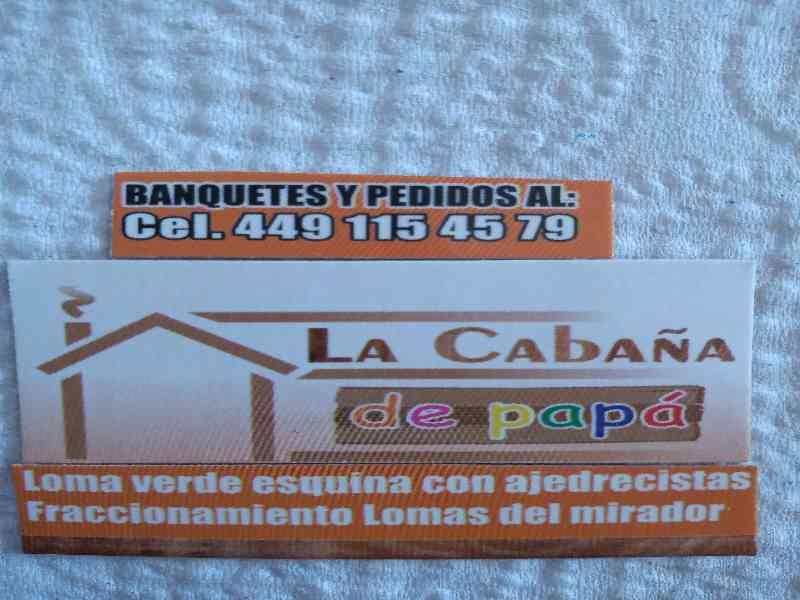 BANQUETES Y PEDIDOS AL:
Cel. 449 115 45 79
LA CabaÑa
de papá
Loma verde esquina con ajedrecistas
Fraccionamiento Lomas del mirador